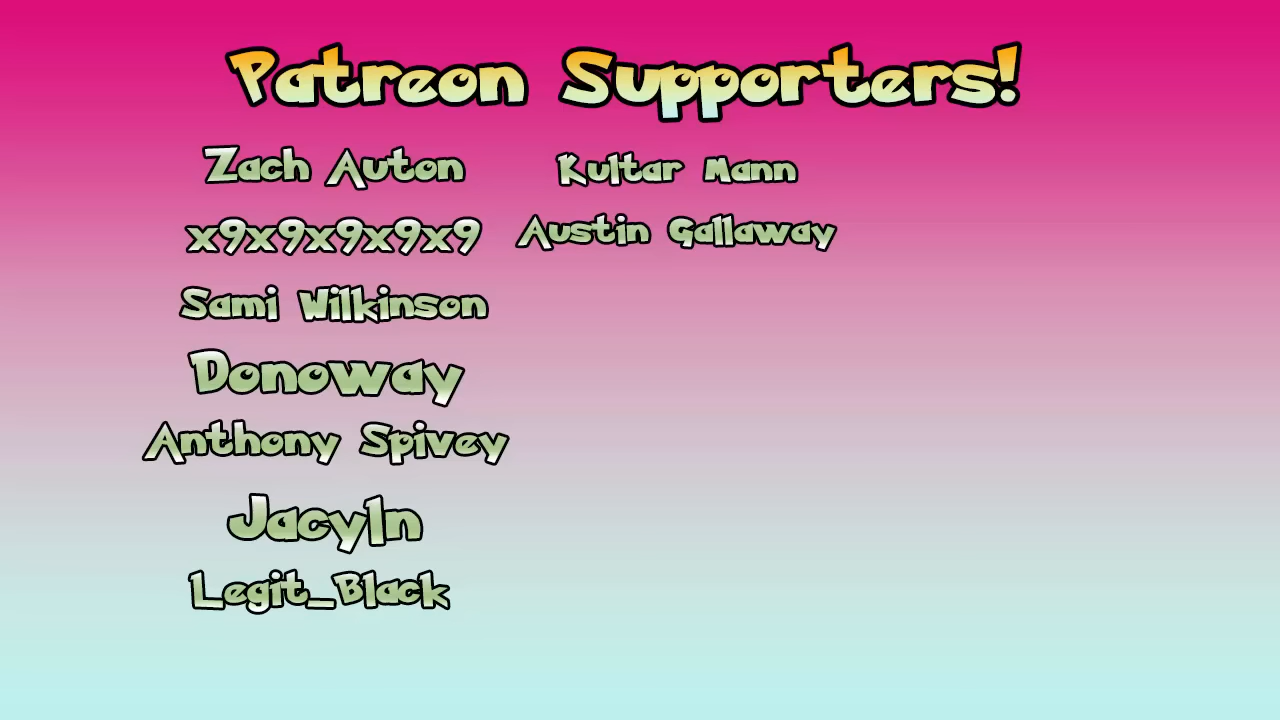 Patreon Supporters!
Zach Auton
x9x9x9x9x9
Sami Wilkinson
Donoway
Anthony Spivey
Jacyln
Legit_Black
Kultar Mann
Austin Gallaway